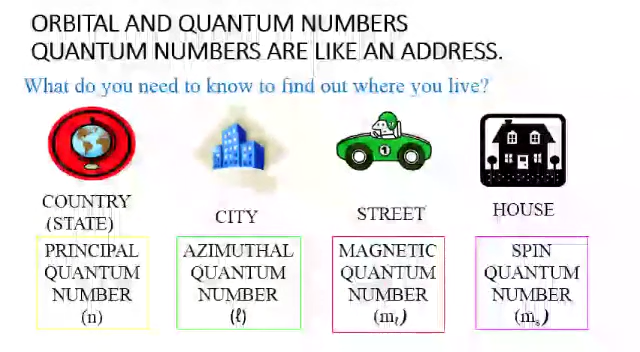 ORBITAL AND QUANTUM NUMBERS
QUANTUM NUMBERS ARE LIKE AN ADDRESS.
What do you need to know to find out where you live?
1
COUNTRY
(STATE)
CITY
STREET
HOUSE
PRINCIPAL
QUANTUM
NUMBER
(n)
AZIMUTHAL
QUANTUM
NUMBER
(ℓ)
MAGNETIC
QUANTUM
NUMBER
(mℓ)
SPIN
QUANTUM
NUMBER
(mₛ)